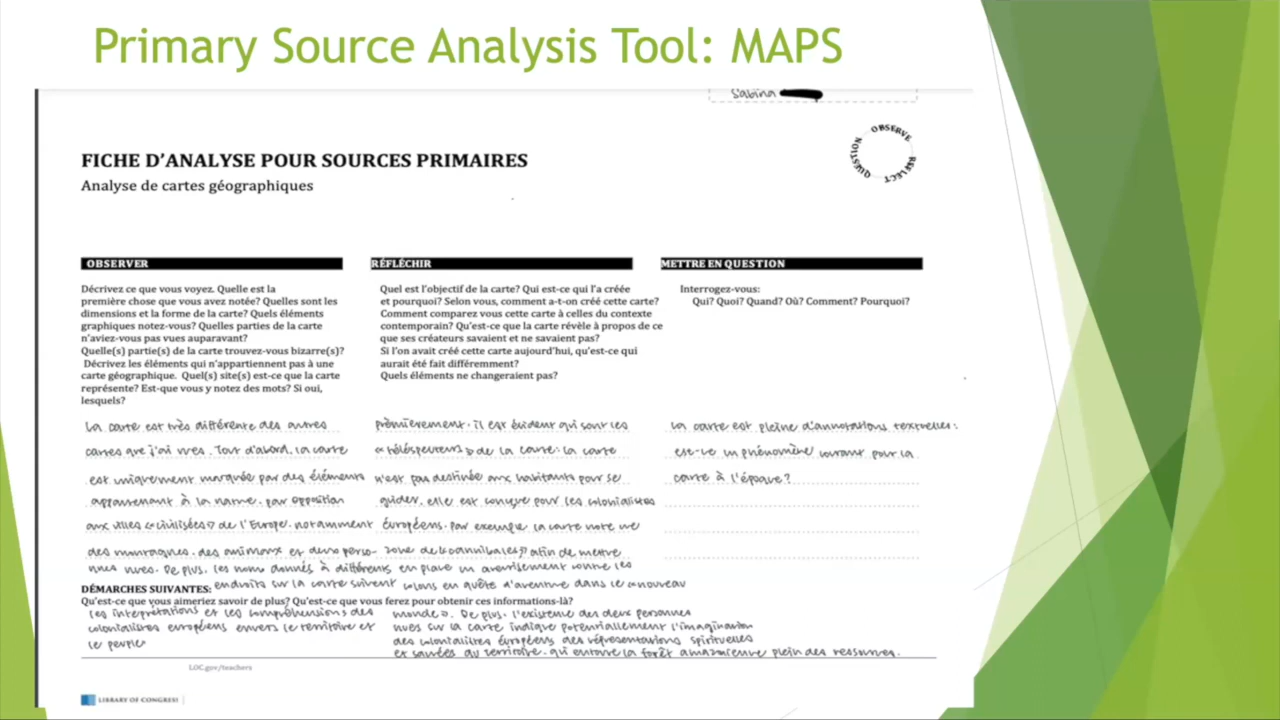 Primary Source Analysis Tool: MAPS
Sabina
OBSERVE REFLECT QUESTION
FICHE D'ANALYSE POUR SOURCES PRIMAIRES
Analyse de cartes géographiques
OBSERVER
Décrivez ce que vous voyez. Quelle est la
première chose que vous avez notée? Quelles sont les
dimensions et la forme de la carte? Quels éléments
graphiques notez-vous? Quelles parties de la carte
n'aviez-vous pas vues auparavant?
Quelle(s) partie(s) de la carte trouvez-vous bizarre(s)?
Décrivez les éléments qui n'appartiennent pas à une
carte géographique. Quel(s) site(s) est-ce que la carte
représente? Est-que vous y notez des mots? Si oui,
lesquels?
La carte est très différente des autres
cartes que j'ai vues. Tout d'abord, la carte
est uniquement marquée par des éléments
appartenant à la nature, par opposition
aux villes «civilisées» de l'Europe. notamment
des montagnes, des animaux et deux perso-
nnes nues. De plus, les noms donnés à différents
endroits sur la carte suivent
les interprétations et les compréhensions des
colonialistes européens envers le territoire et
le peuple
RÉFLÉCHIR
Quel est l'objectif de la carte? Qui est-ce qui l'a créée
et pourquoi? Selon vous, comment a-t-on créé cette carte?
Comment comparez vous cette carte à celles du contexte
contemporain? Qu'est-ce que la carte révèle à propos de ce
que ses créateurs savaient et ne savaient pas?
Si l'on avait créé cette carte aujourd'hui, qu'est-ce qui
aurait été fait différemment?
Quels éléments ne changeraient pas?
prèmierement, il est évident qui sont les
de la carte: la carte
n'est pas destinée aux habitants pour se
guider. elle est conçue pour les colonialistes
éuropéens. par exemple la carte note une
zone de «cannibales» afin de mettre
en place un avertissement contre les
colons en quête d'aventure dans le «nouveau
monde». De plus, l'existence des deux personnes
nues sur la carte indique potentiellement l'imagination
des colonialites éuropéens des réprésentations spirituelles
et sacrées du territoire, qui entoure la forêt amazonienne plein des ressources.
METTRE EN QUESTION
Interrogez-vous:
Qui? Quoi? Quand? Où? Comment? Pourquoi?
La carte est pleine d'annotations textuelles:
est-ce un phénomène courant pour la
carte à l'époque?
DÉMARCHES SUIVANTES:
Qu'est-ce que vous aimeriez savoir de plus? Qu'est-ce que vous ferez pour obtenir ces informations-là?
LOC.gov/teachers
LIBRARY OF CONGRESS